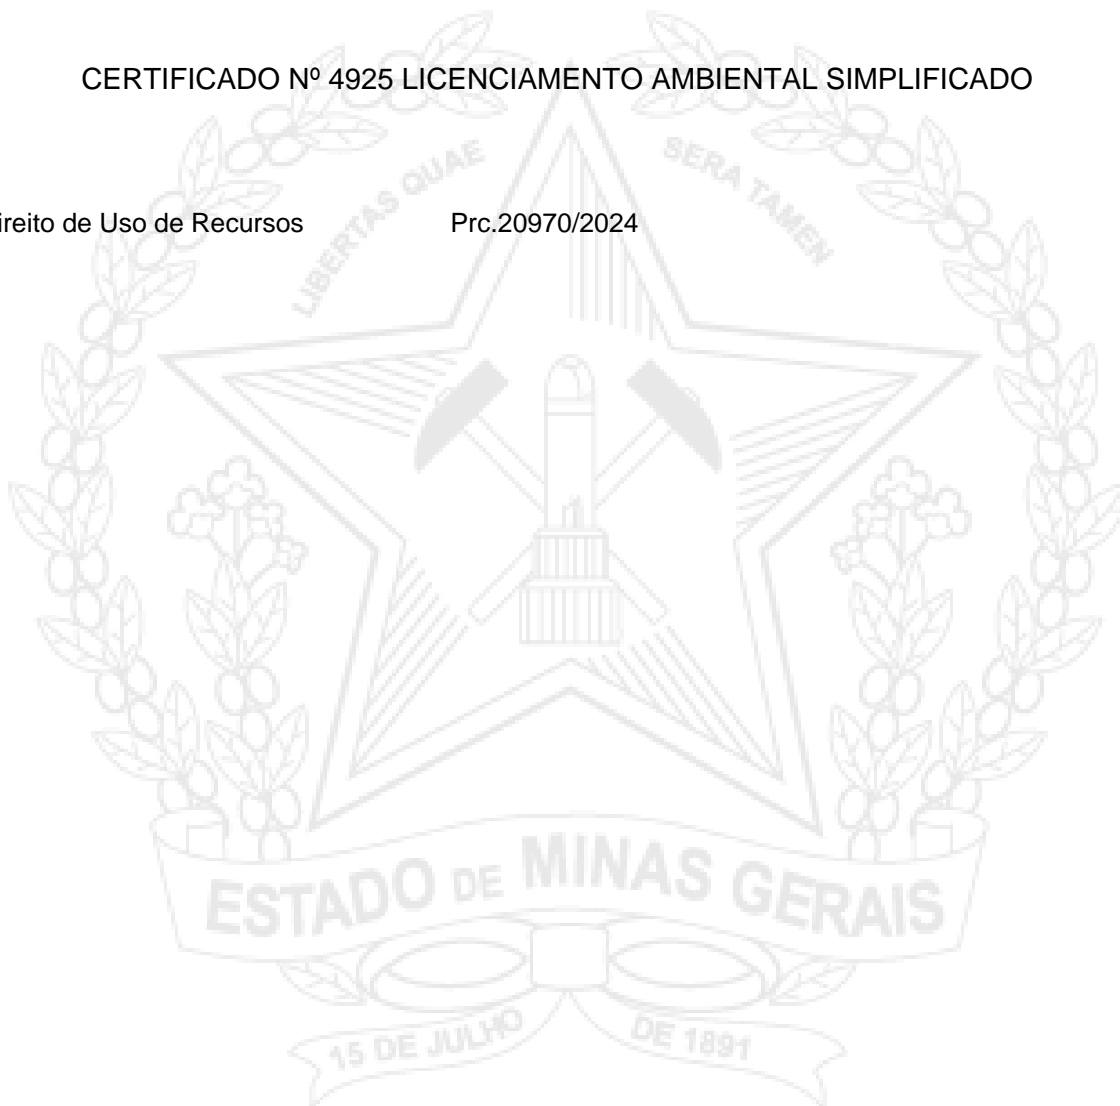 CERTIFICADO Nº 4925 LICENCIAMENTO AMBIENTAL SIMPLIFICADO
LIBERTAS QUAE SERA TAMEN
ireito de Uso de Recursos Prc.20970/2024
ESTADO DE MINAS GERAIS
15 DE JULHO DE 1891